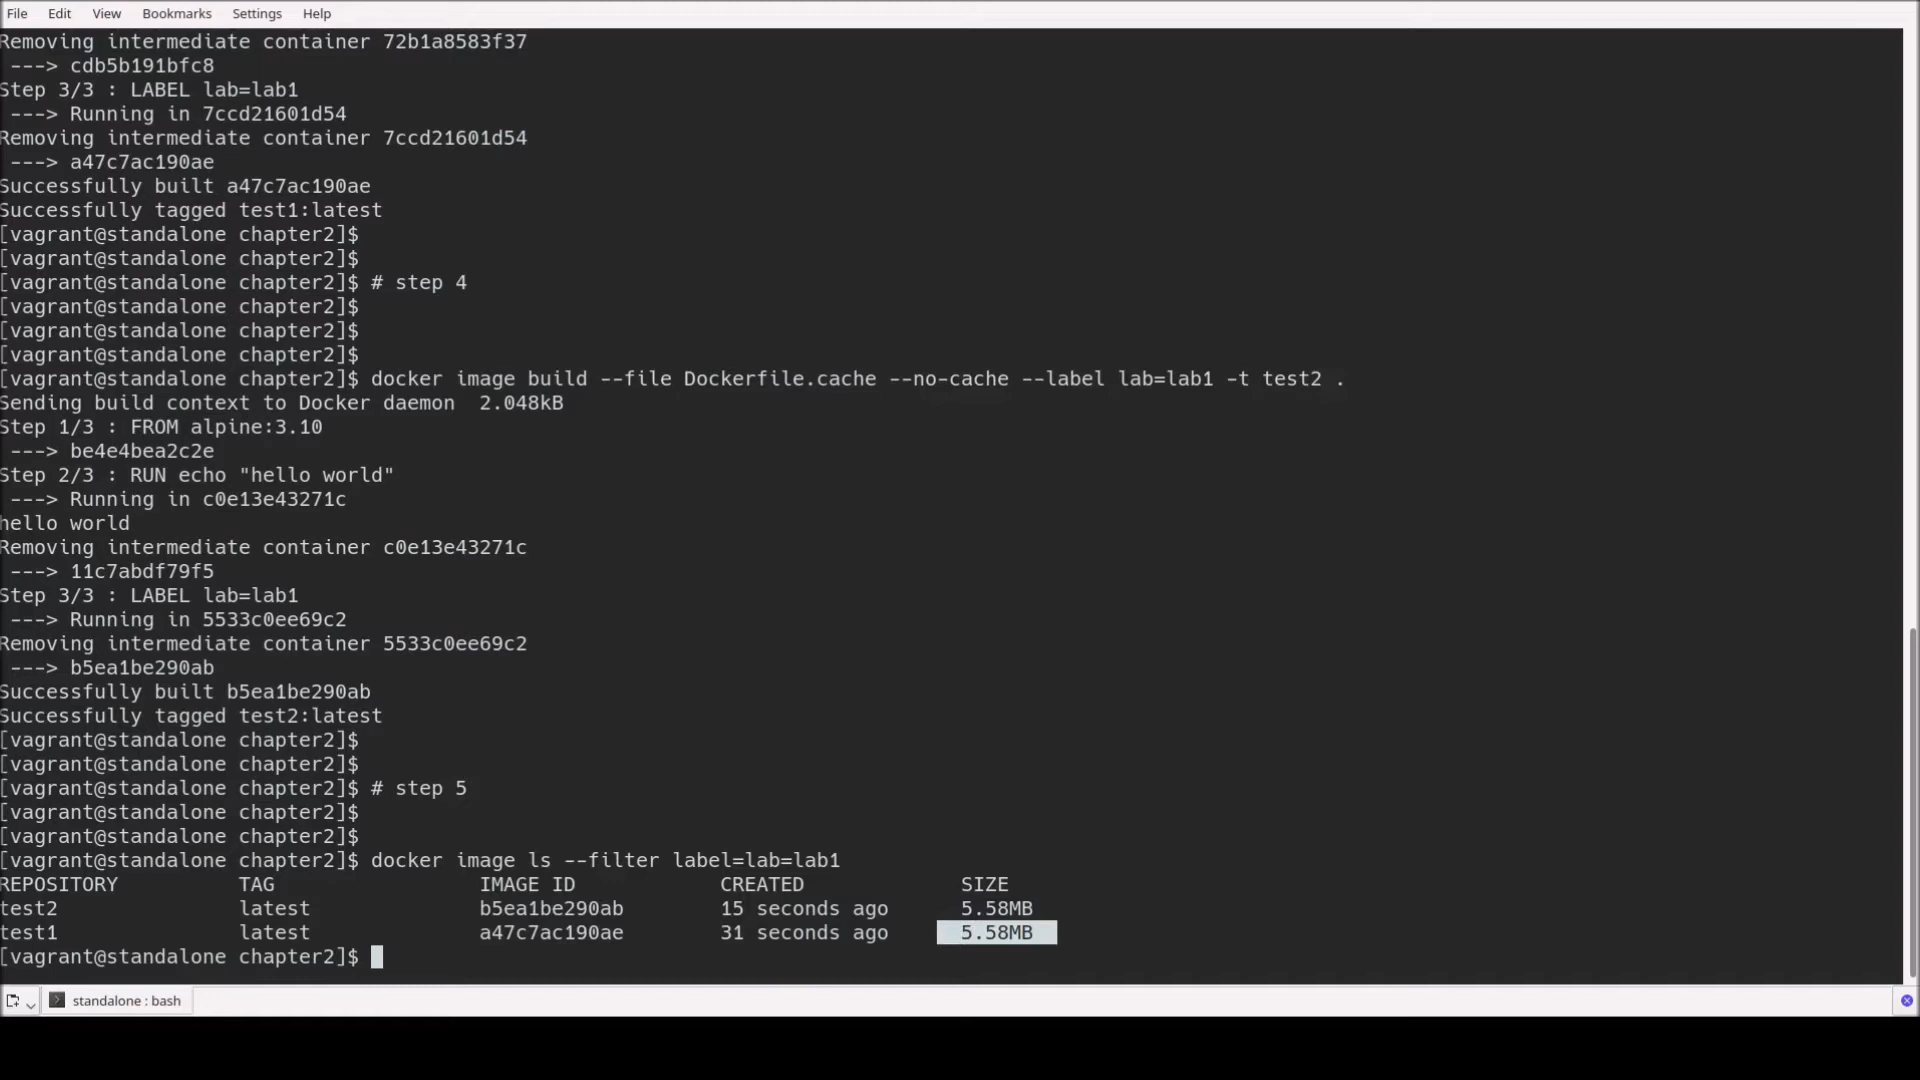 File Edit View Bookmarks Settings Help
Removing intermediate container 72b1a8583f37
---> cdb5b191bfc8
Step 3/3 : LABEL lab=lab1
---> Running in 7ccd21601d54
Removing intermediate container 7ccd21601d54
---> a47c7ac190ae
Successfully built a47c7ac190ae
Successfully tagged test1:latest
[vagrant@standalone chapter2]$
[vagrant@standalone chapter2]$
[vagrant@standalone chapter2]$ # step 4
[vagrant@standalone chapter2]$
[vagrant@standalone chapter2]$
[vagrant@standalone chapter2]$
[vagrant@standalone chapter2]$ docker image build --file Dockerfile.cache --no-cache --label lab=lab1 -t test2 .
Sending build context to Docker daemon  2.048kB
Step 1/3 : FROM alpine:3.10
---> be4e4bea2c2e
Step 2/3 : RUN echo "hello world"
---> Running in c0e13e43271c
hello world
Removing intermediate container c0e13e43271c
---> 11c7abdf79f5
Step 3/3 : LABEL lab=lab1
---> Running in 5533c0ee69c2
Removing intermediate container 5533c0ee69c2
---> b5ea1be290ab
Successfully built b5ea1be290ab
Successfully tagged test2:latest
[vagrant@standalone chapter2]$
[vagrant@standalone chapter2]$
[vagrant@standalone chapter2]$ # step 5
[vagrant@standalone chapter2]$
[vagrant@standalone chapter2]$
[vagrant@standalone chapter2]$ docker image ls --filter label=lab=lab1
REPOSITORY TAG IMAGE ID CREATED SIZE
test2 latest b5ea1be290ab 15 seconds ago 5.58MB
test1 latest a47c7ac190ae 31 seconds ago 5.58MB
[vagrant@standalone chapter2]$
standalone : bash